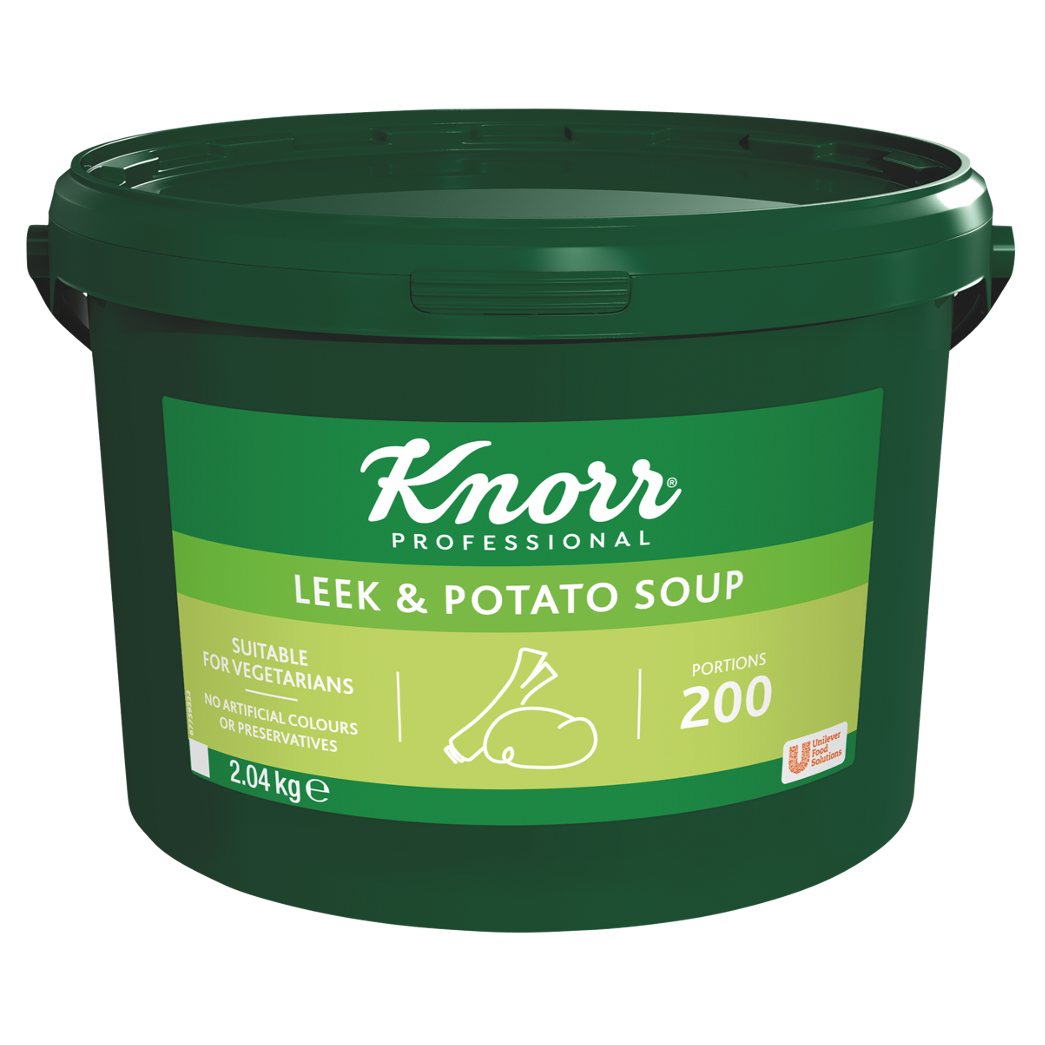 Knorr®
PROFESSIONAL
LEEK & POTATO SOUP
SUITABLE
FOR VEGETARIANS
NO ARTIFICIAL COLOURS
OR PRESERVATIVES
PORTIONS
200
2.04 kg ℮
Unilever
Food
Solutions